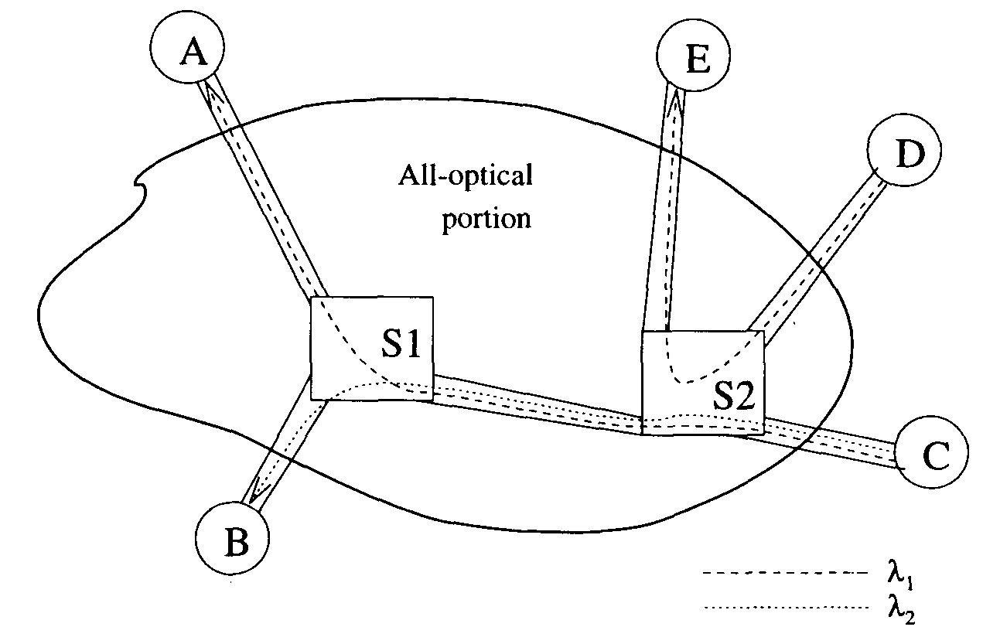 A
E
D
All-optical
portion
S1
S2
C
B
λ₁
λ₂